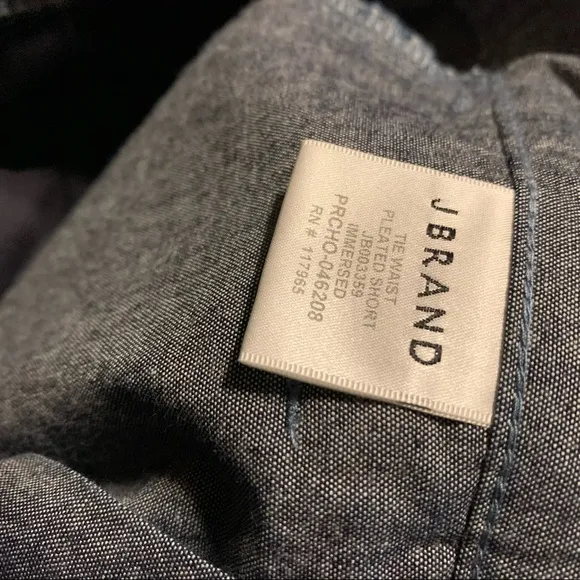 J BRAND
TIE WAIST
PLEATED SHORT
JB003359
IMMERSED
PRCHO-046208
RN # 117965